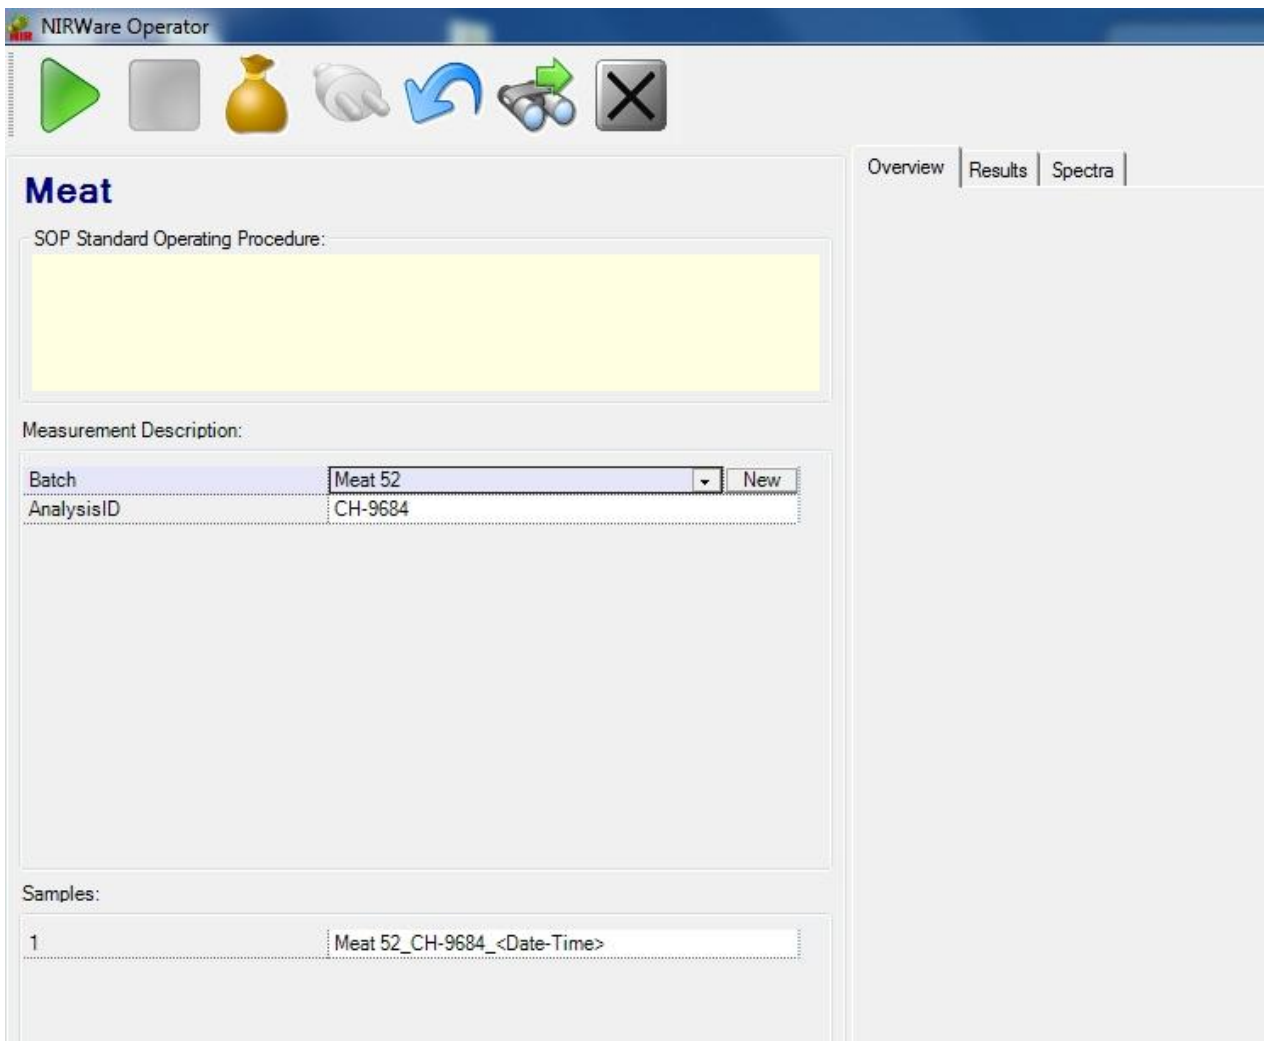 NIR
NIRWare Operator
Meat
SOP Standard Operating Procedure:
Measurement Description:
Batch Meat 52 New
AnalysisID CH-9684
Samples:
1 Meat 52_CH-9684_<Date-Time>
Overview Results Spectra